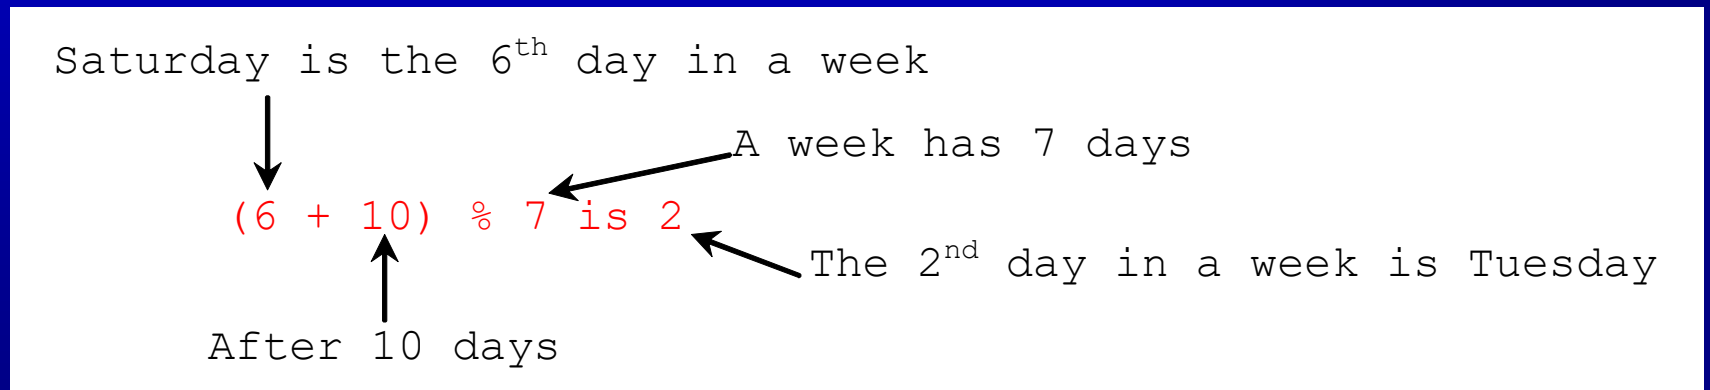 Saturday is the 6th day in a week
A week has 7 days
(6 + 10) % 7 is 2
The 2nd day in a week is Tuesday
After 10 days